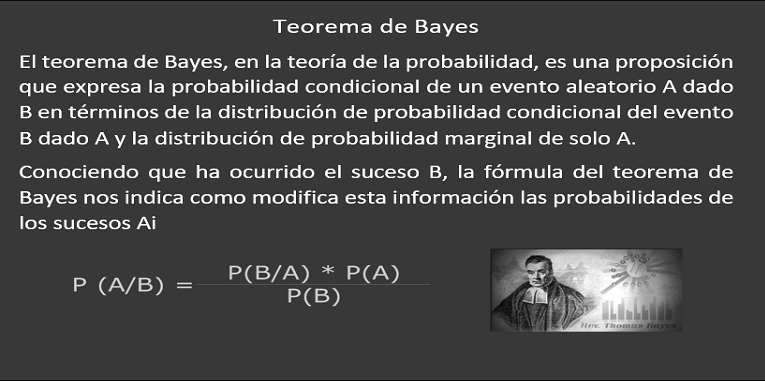 Teorema de Bayes
El teorema de Bayes, en la teoría de la probabilidad, es una proposición
que expresa la probabilidad condicional de un evento aleatorio A dado
B en términos de la distribución de probabilidad condicional del evento
B dado A y la distribución de probabilidad marginal de solo A.
Conociendo que ha ocurrido el suceso B, la fórmula del teorema de
Bayes nos indica como modifica esta información las probabilidades de
los sucesos Ai
P (A/B) =
P(B/A) * P(A)
P(B)
Rev. Thomas Bayes